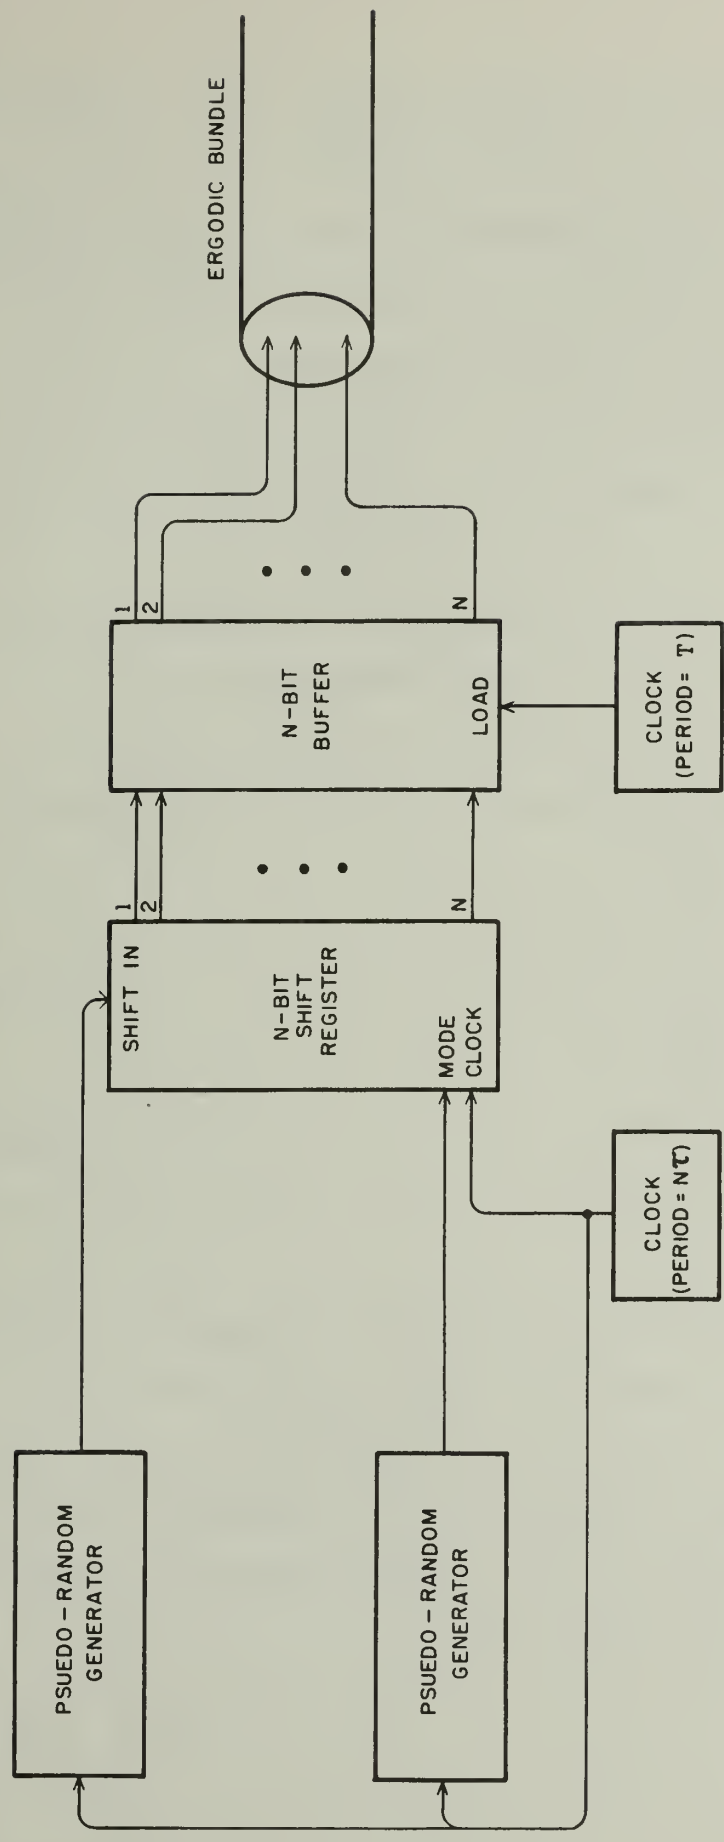 PSUEDO-RANDOM
GENERATOR
PSUEDO-RANDOM
GENERATOR
CLOCK
(PERIOD = Nτ)
SHIFT IN
N-BIT
SHIFT
REGISTER
MODE
CLOCK
1
2
N
N-BIT
BUFFER
LOAD
CLOCK
(PERIOD = T)
1
2
N
ERGODIC BUNDLE